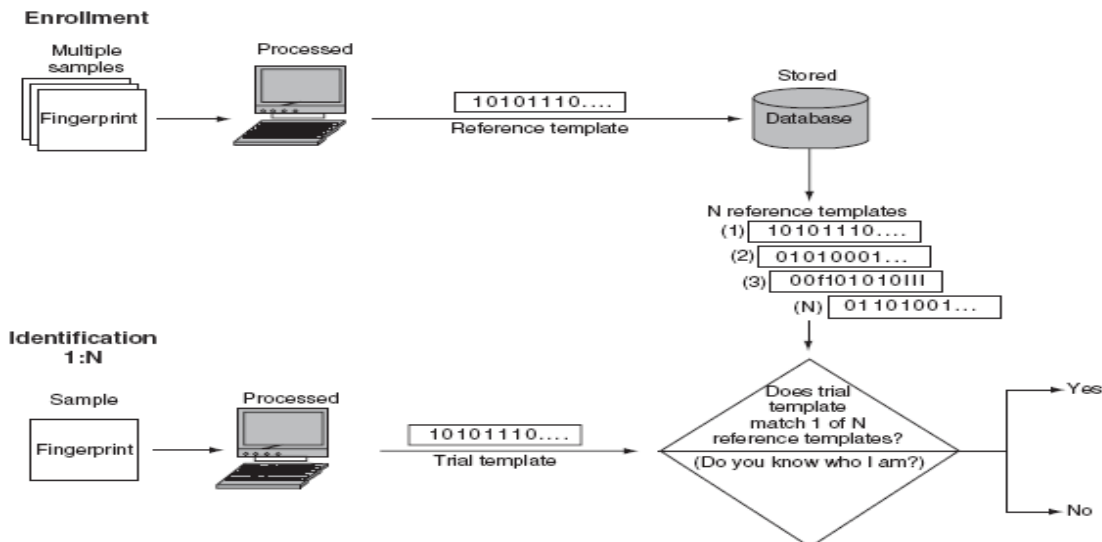 Enrollment
Multiple
samples
Fingerprint
Processed
10101110....
Reference template
Stored
Database
N reference templates
(1) 10101110....
(2) 01010001...
(3) 00f101010III
(N) 01101001...
Identification
1:N
Sample
Fingerprint
Processed
10101110....
Trial template
Does trial
template
match 1 of N
reference templates?
(Do you know who I am?)
Yes
No